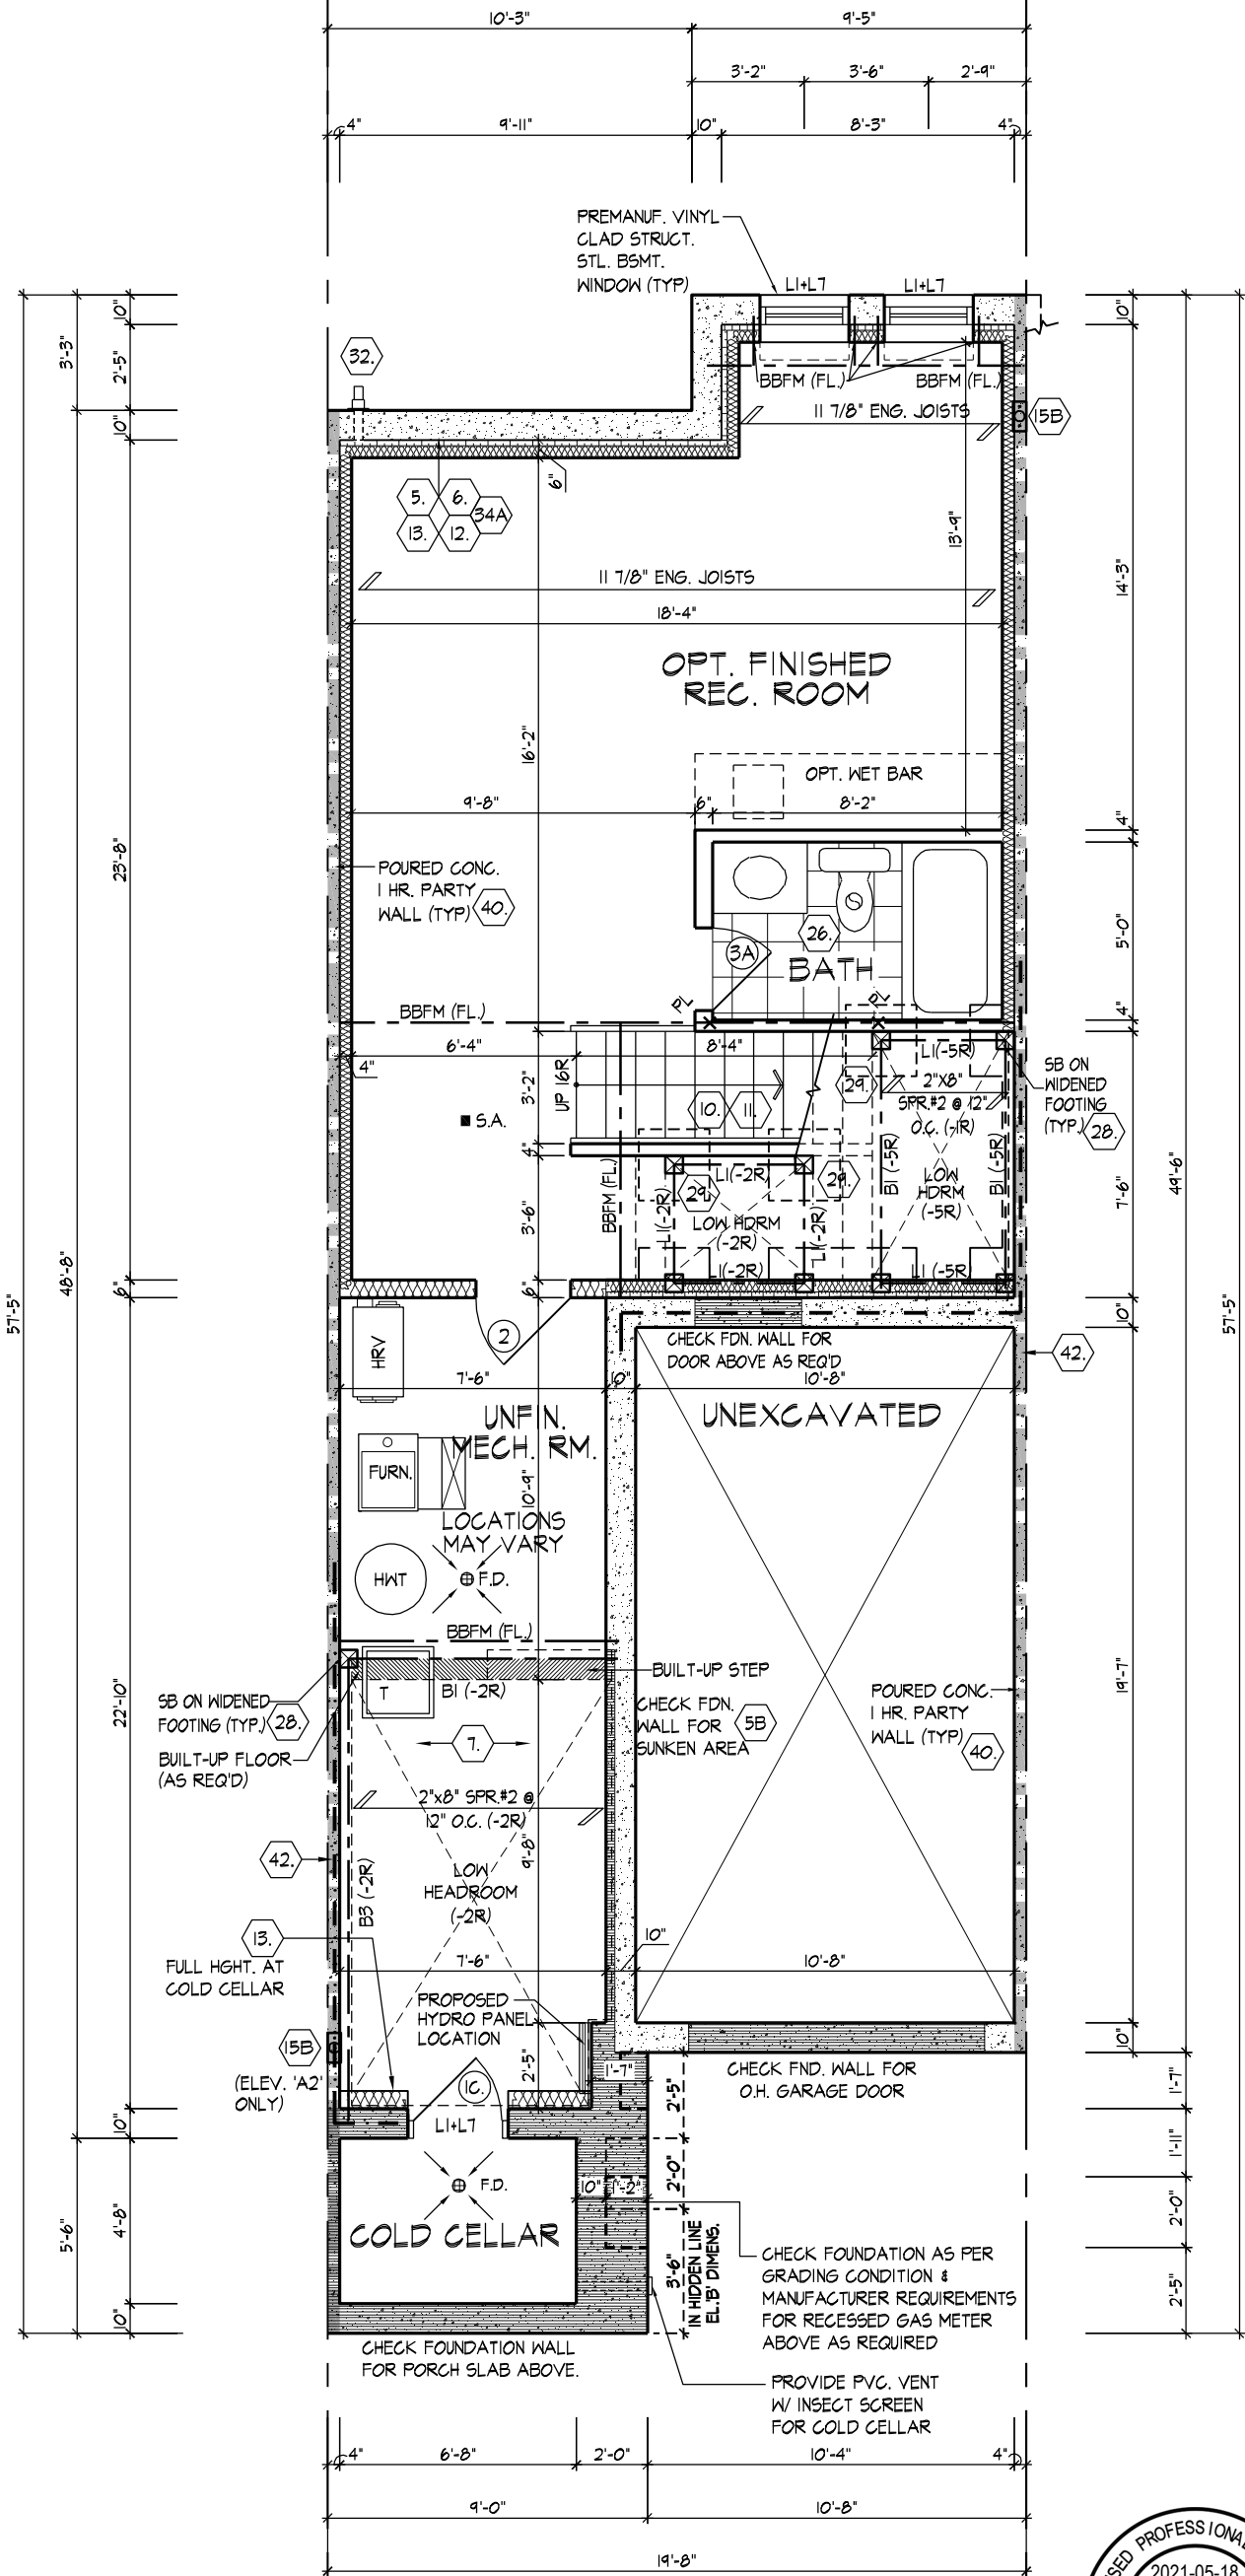 10'-3"
9'-5"
3'-2"
3'-6"
2'-9"
4"
9'-11"
10"
8'-3"
4"
PREMANUF. VINYL
CLAD STRUCT.
STL. BSMT.
WINDOW (TYP)
L1+L7
L1+L7
10"
3'-3"
2'-5"
10"
32.
BBFM (FL.)
BBFM (FL.)
11 7/8" ENG. JOISTS
15B
10"
6"
5.
6.
34A
13.
12.
13'-9"
11 7/8" ENG. JOISTS
14'-3"
18'-4"
OPT. FINISHED
REC. ROOM
16'-2"
OPT. WET BAR
9'-8"
6"
8'-2"
4"
23'-8"
POURED CONC.
1 HR. PARTY
WALL (TYP)
40.
26.
3A
BATH
5'-0"
PL
PL
4"
BBFM (FL.)
6'-4"
8'-4"
4"
UP 16R
3'-2"
10.
11.
29.
L1(-5R)
2"X8"
SPR.#2 @ 12"
O.C. (-1R)
SB ON
WIDENED
FOOTING
(TYP.)
28.
S.A.
4"
BBFM (FL.)
3'-6"
29.
29.
L1(-2R)
L1(-2R)
LOW HDRM
(-2R)
L1(-2R)
L1(-2R)
B1 (-5R)
LOW
HDRM
(-5R)
B1 (-5R)
L1 (-5R)
7'-6"
49'-6"
57'-5"
48'-8"
57'-5"
6"
6"
10"
HRV
2
CHECK FDN. WALL FOR
DOOR ABOVE AS REQ'D
42.
7'-6"
10"
10'-8"
UNFIN.
MECH. RM.
UNEXCAVATED
FURN.
10'-9"
LOCATIONS
MAY VARY
HWT
F.D.
BBFM (FL.)
BUILT-UP STEP
T
B1 (-2R)
SB ON WIDENED
FOOTING (TYP.)
28.
22'-10"
BUILT-UP FLOOR
(AS REQ'D)
7.
CHECK FDN.
WALL FOR
SUNKEN AREA
5B
POURED CONC.
1 HR. PARTY
WALL (TYP)
40.
19'-7"
2"x8" SPR.#2 @
12" O.C. (-2R)
9'-8"
42.
B3 (-2R)
LOW
HEADROOM
(-2R)
13.
FULL HGHT. AT
COLD CELLAR
10"
7'-6"
10'-8"
PROPOSED
HYDRO PANEL
LOCATION
15B
(ELEV. 'A2'
ONLY)
2'-5"
1'-7"
10"
CHECK FND. WALL FOR
O.H. GARAGE DOOR
1'-7"
1C.
L1+L7
2'-5"
10"
1'-11"
F.D.
2'-0"
10"
1'-2"
COLD CELLAR
4'-8"
5'-6"
2'-0"
3'-6"
IN HIDDEN LINE
EL.'B' DIMENS.
CHECK FOUNDATION AS PER
GRADING CONDITION &
MANUFACTURER REQUIREMENTS
FOR RECESSED GAS METER
ABOVE AS REQUIRED
2'-5"
10"
CHECK FOUNDATION WALL
FOR PORCH SLAB ABOVE.
PROVIDE PVC. VENT
W/ INSECT SCREEN
FOR COLD CELLAR
4"
6'-8"
2'-0"
10'-4"
4"
9'-0"
10'-8"
19'-8"
SED PROFESSIONAL
2021-05-18